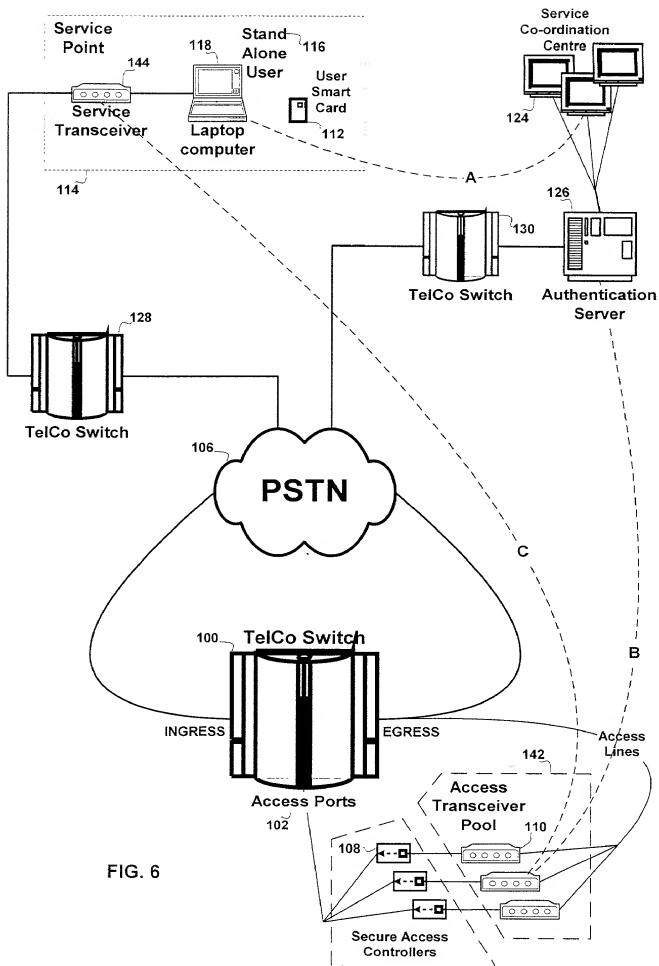 Service
Point
144
118
Stand
Alone
User
116
User
Smart
Card
112
Service
Transceiver
Laptop
computer
114
Service
Co-ordination
Centre
124
A
126
130
TelCo Switch
Authentication
Server
128
TelCo Switch
106
PSTN
C
B
100
TelCo Switch
INGRESS
EGRESS
Access
Lines
Access Ports
102
142
Access
Transceiver
Pool
110
108
FIG. 6
Secure Access
Controllers